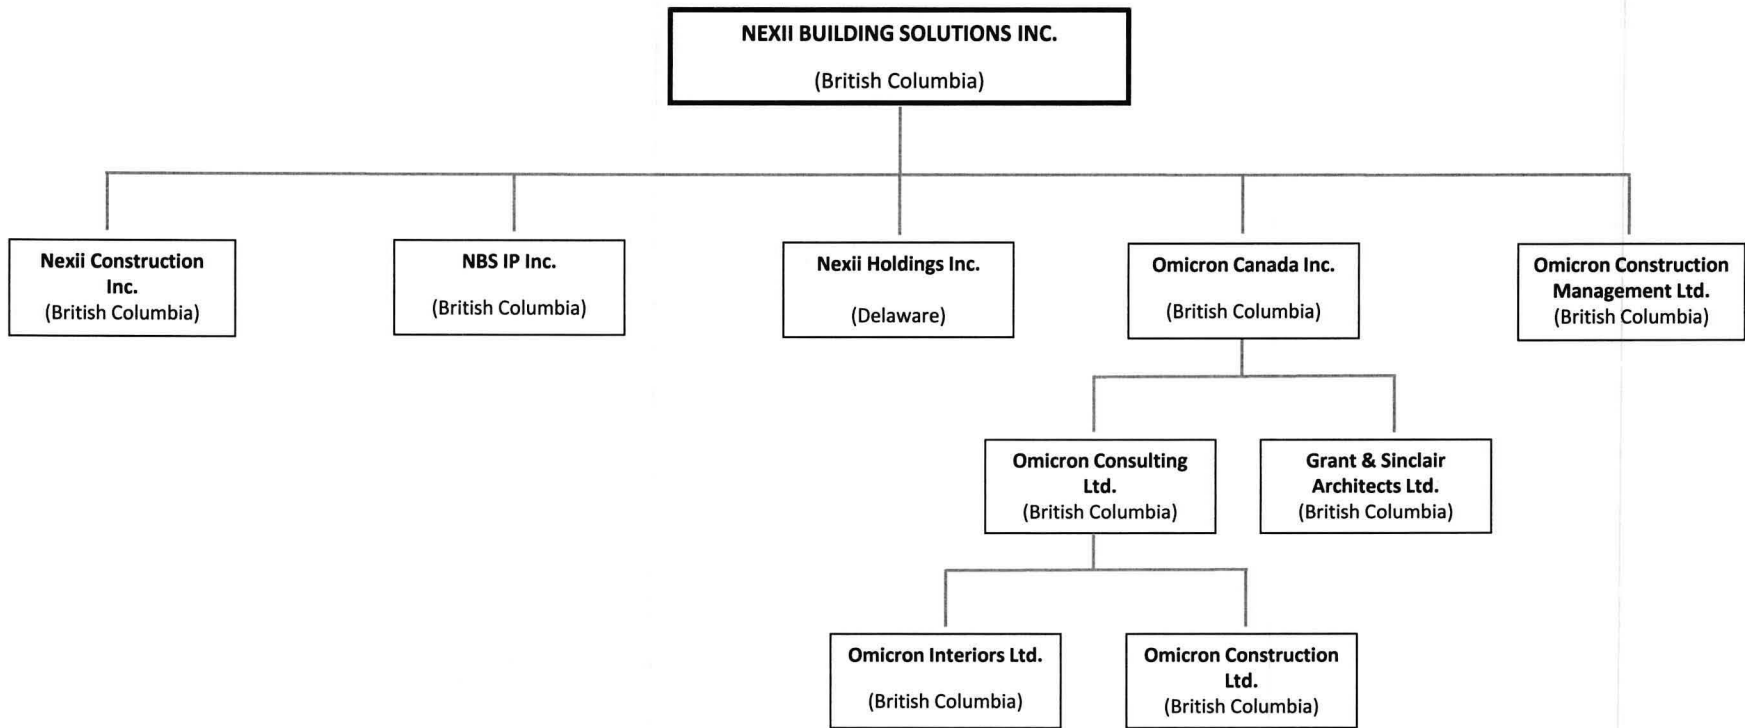 NEXII BUILDING SOLUTIONS INC.
(British Columbia)
Nexii Construction
Inc.
(British Columbia)
NBS IP Inc.
(British Columbia)
Nexii Holdings Inc.
(Delaware)
Omicron Canada Inc.
(British Columbia)
Omicron Construction
Management Ltd.
(British Columbia)
Omicron Consulting
Ltd.
(British Columbia)
Grant & Sinclair
Architects Ltd.
(British Columbia)
Omicron Interiors Ltd.
(British Columbia)
Omicron Construction
Ltd.
(British Columbia)